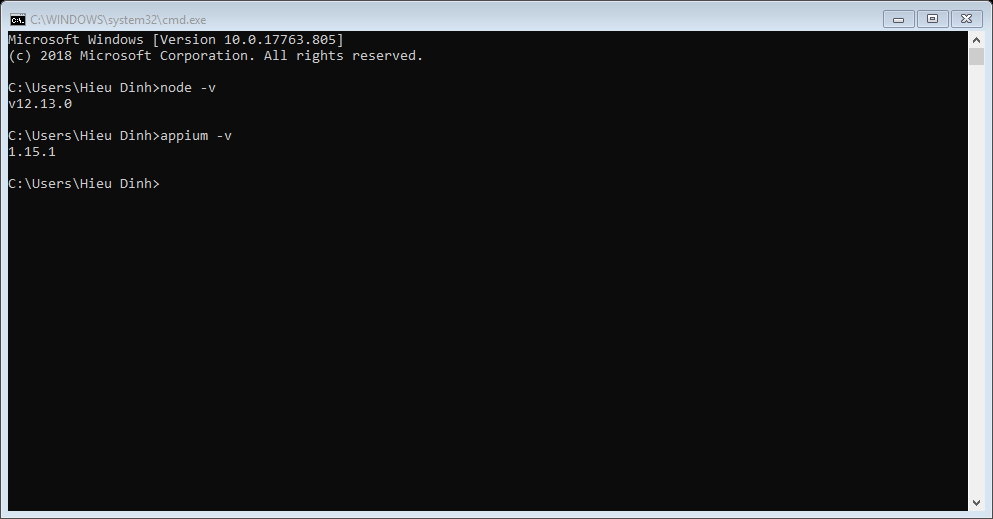 C:\WINDOWS\system32\cmd.exe
Microsoft Windows [Version 10.0.17763.805]
(c) 2018 Microsoft Corporation. All rights reserved.
C:\Users\Hieu Dinh>node -v
v12.13.0
C:\Users\Hieu Dinh>appium -v
1.15.1
C:\Users\Hieu Dinh>